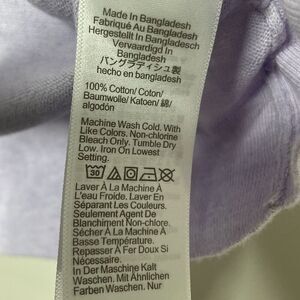 Made In Bangladesh
Fabriqué Au Bangladesh
Hergestellt In Bangladesch
Vervaardigd In
Bangladesh
バングラディシュ製
hecho en bangladesh
100% Cotton/ Coton/
Baumwolle/ Katoen/ 綿/
algodón
Machine Wash Cold. With
Like Colors. Non-chlorine
Bleach Only. Tumble Dry
Low. Iron On Lowest
Setting.
30
Laver À La Machine À
L'eau Froide. Laver En
Séparant Les Couleurs.
Seulement Agent De
Blanchiment Non-chlore.
Sécher À La Machine À
Basse Température.
Repasser À Fer Doux Si
Nécessaire.
In Der Maschine Kalt
Waschen. Mit Ähnlichen
Farben Waschen. Nur